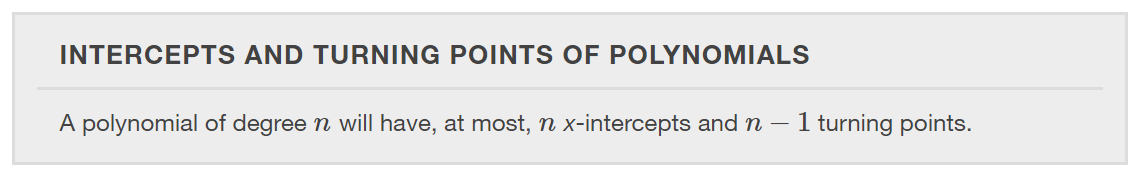 INTERCEPTS AND TURNING POINTS OF POLYNOMIALS
A polynomial of degree n will have, at most, n x-intercepts and n − 1 turning points.